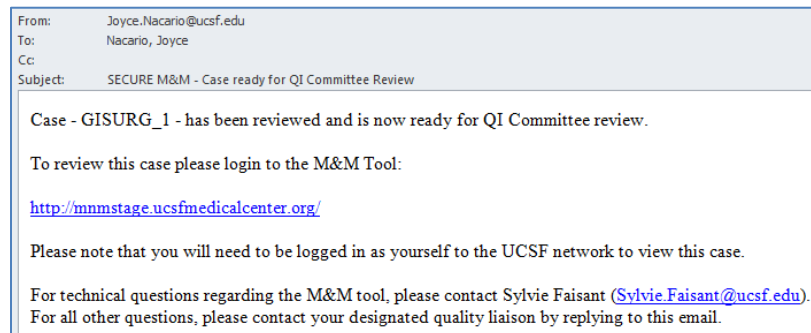 From: Joyce.Nacario@ucsf.edu
To: Nacario, Joyce
Cc:
Subject: SECURE M&M - Case ready for QI Committee Review
Case - GISURG_1 - has been reviewed and is now ready for QI Committee review.
To review this case please login to the M&M Tool:
http://mnmstage.ucsfmedicalcenter.org/
Please note that you will need to be logged in as yourself to the UCSF network to view this case.
For technical questions regarding the M&M tool, please contact Sylvie Faisant (Sylvie.Faisant@ucsf.edu).
For all other questions, please contact your designated quality liaison by replying to this email.